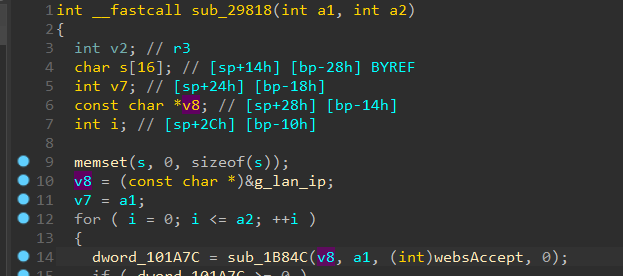 1 int __fastcall sub_29818(int a1, int a2)
2 {
3 int v2; // r3
4 char s[16]; // [sp+14h] [bp-28h] BYREF
5 int v7; // [sp+24h] [bp-18h]
6 const char *v8; // [sp+28h] [bp-14h]
7 int i; // [sp+2Ch] [bp-10h]
8
9 memset(s, 0, sizeof(s));
10 v8 = (const char *)&g_lan_ip;
11 v7 = a1;
12 for ( i = 0; i <= a2; ++i )
13 {
14 dword_101A7C = sub_1B84C(v8, a1, (int)websAccept, 0);
15 if ( dword_101A7C >= 0 )